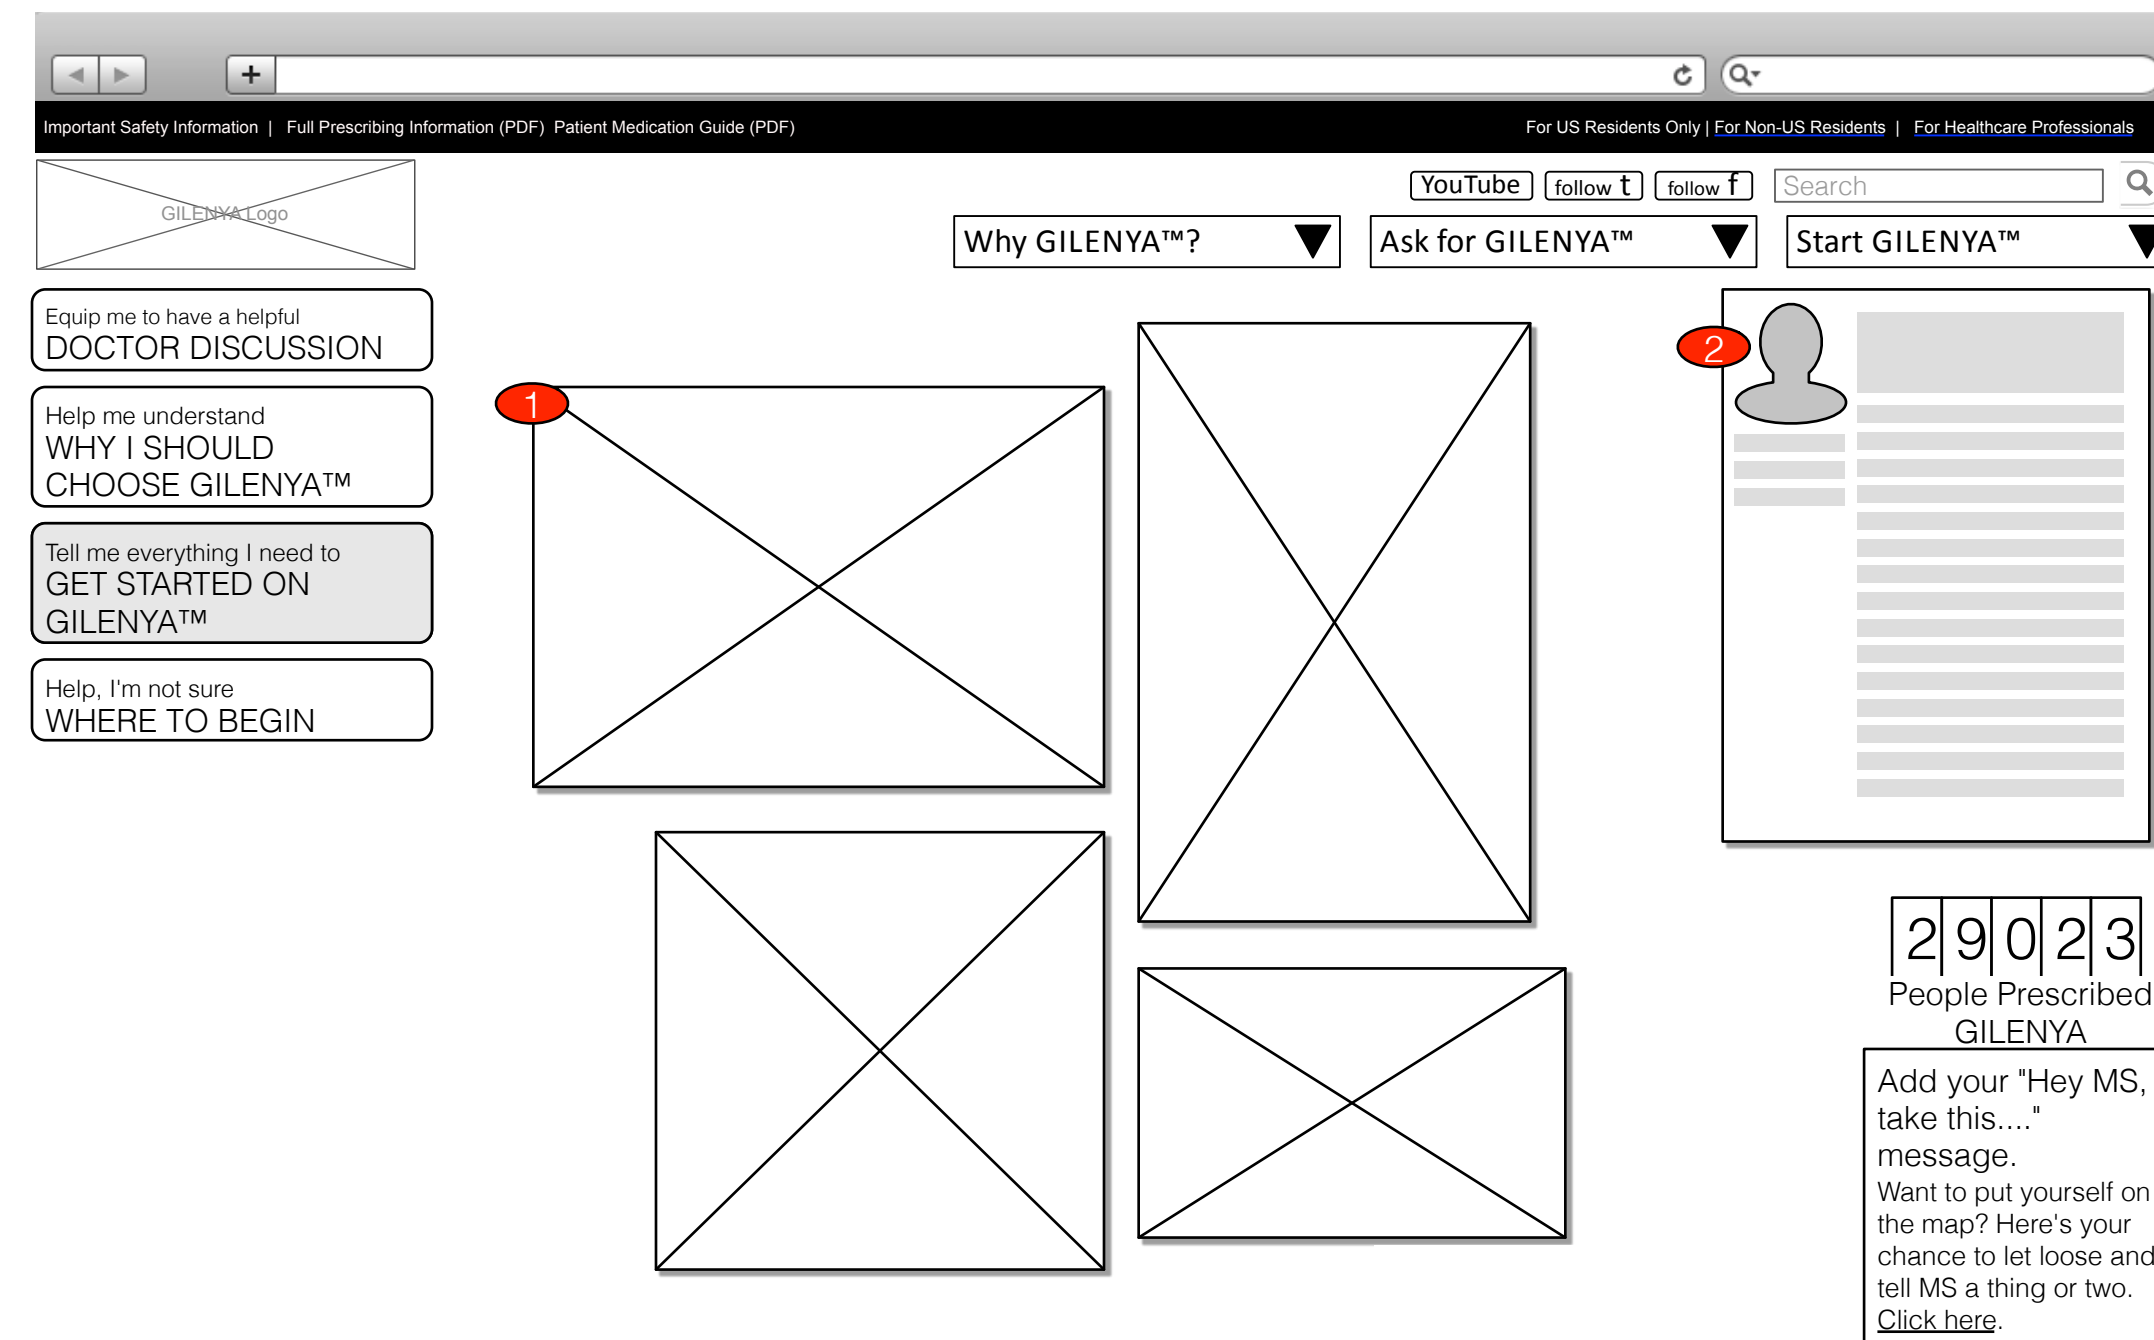 Important Safety Information | Full Prescribing Information (PDF) Patient Medication Guide (PDF)
For US Residents Only | For Non-US Residents | For Healthcare Professionals
GILENYA Logo
YouTube
follow t
follow f
Search
Why GILENYA™?
Ask for GILENYA™
Start GILENYA™
Equip me to have a helpful
DOCTOR DISCUSSION
Help me understand
WHY I SHOULD
CHOOSE GILENYA™
Tell me everything I need to
GET STARTED ON
GILENYA™
Help, I'm not sure
WHERE TO BEGIN
1
2
29023
People Prescribed
GILENYA
Add your "Hey MS,
take this...."
message.
Want to put yourself on
the map? Here's your
chance to let loose and
tell MS a thing or two.
Click here.